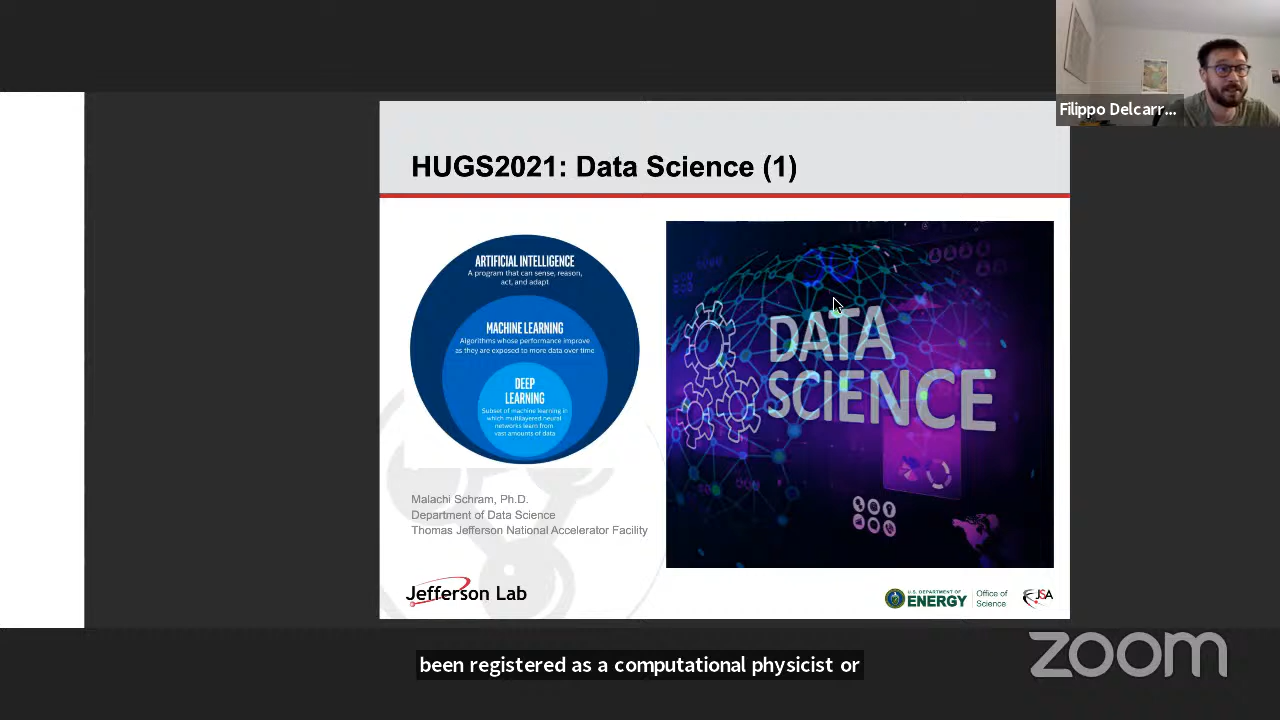 Filippo Delcarr...
HUGS2021: Data Science (1)
ARTIFICIAL INTELLIGENCE
A program that can sense, reason,
act, and adapt
MACHINE LEARNING
Algorithms whose performance improve
as they are exposed to more data over time
DEEP
LEARNING
Subset of machine learning in
which multilayered neural
networks learn from
vast amounts of data
DATA
SCIENCE
Malachi Schram, Ph.D.
Department of Data Science
Thomas Jefferson National Accelerator Facility
Jefferson Lab
U.S. DEPARTMENT OF
ENERGY
Office of
Science
JSA
been registered as a computational physicist or
zoom